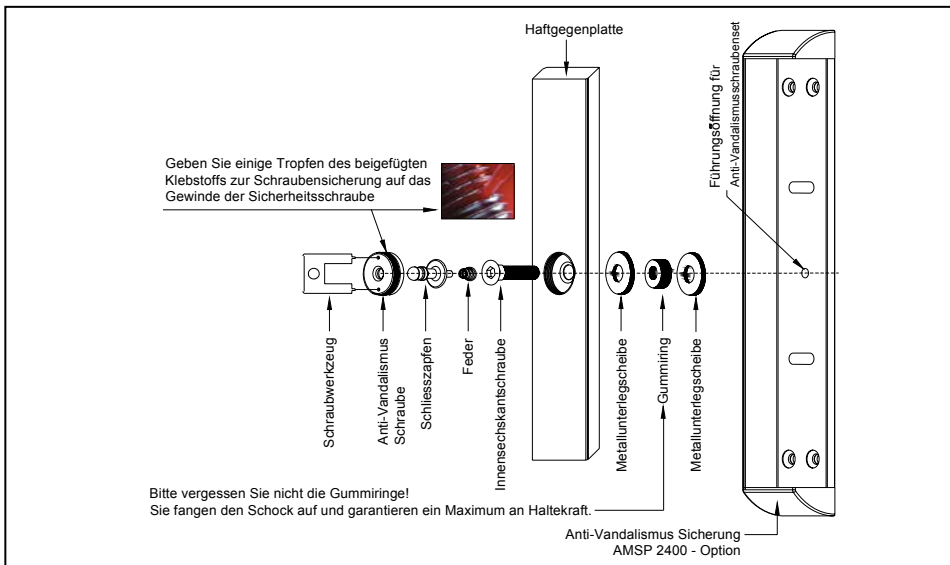 Haftgegenplatte
Führungsöffnung für
Anti-Vandalismusschraubenset
Geben Sie einige Tropfen des beigefügten
Klebstoffs zur Schraubensicherung auf das
Gewinde der Sicherheitsschraube
Schraubwerkzeug
Anti-Vandalismus
Schraube
Schliesszapfen
Feder
Innensechskantschraube
Metallunterlegscheibe
Gummiring
Metallunterlegscheibe
Bitte vergessen Sie nicht die Gummiringe!
Sie fangen den Schock auf und garantieren ein Maximum an Haltekraft.
Anti-Vandalismus Sicherung
AMSP 2400 - Option